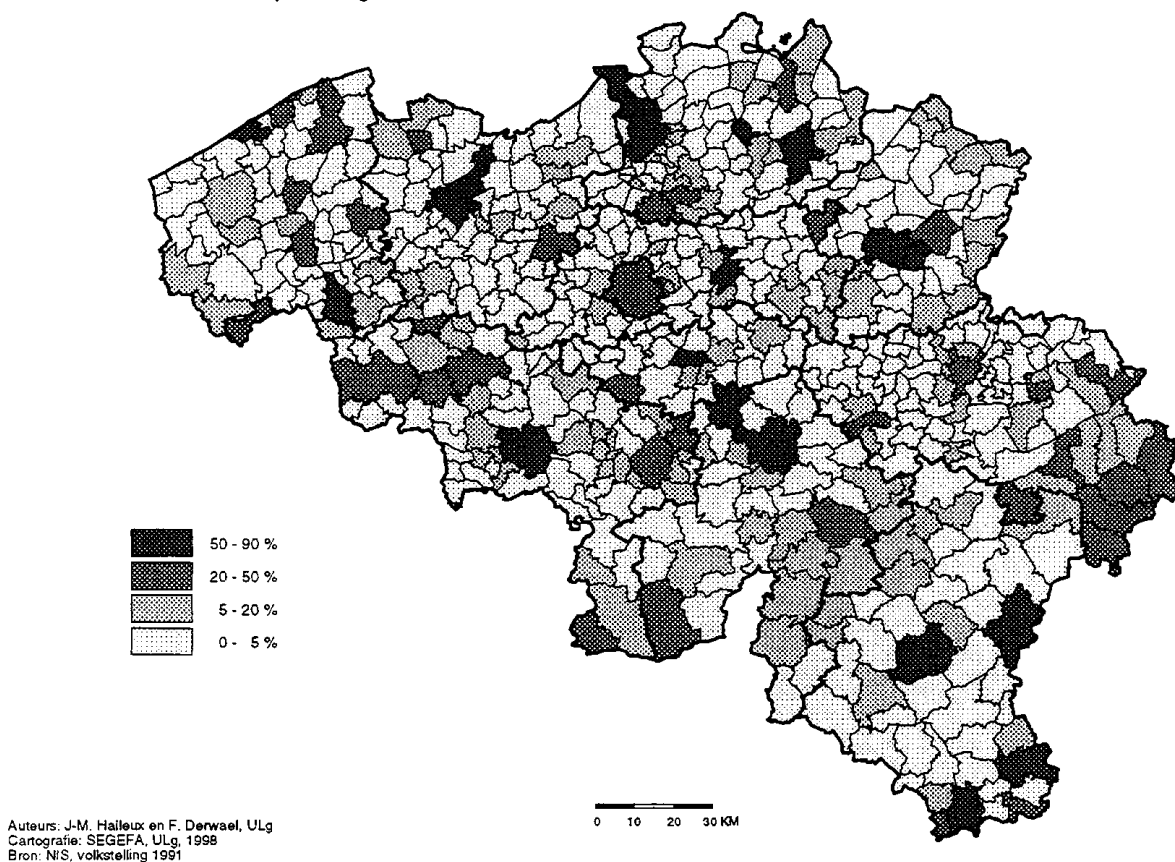 50 - 90 %
20 - 50 %
5 - 20 %
0 - 5 %
0 10 20 30 KM
Auteurs: J-M. Halleux en F. Derwael, ULg
Cartografie: SEGEFA, ULg, 1998
Bron: NIS, volkstelling 1991